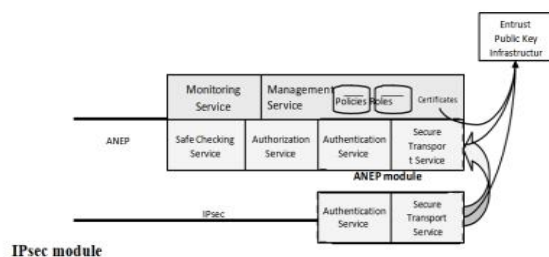 Entrust
Public Key
Infrastructur
Monitoring
Service
Management
Service
Policies Roles
Certificates
ANEP
Safe Checking
Service
Authorization
Service
Authentication
Service
Secure
Transpor
t Service
ANEP module
IPsec
Authentication
Service
Secure
Transport
Service
IPsec module